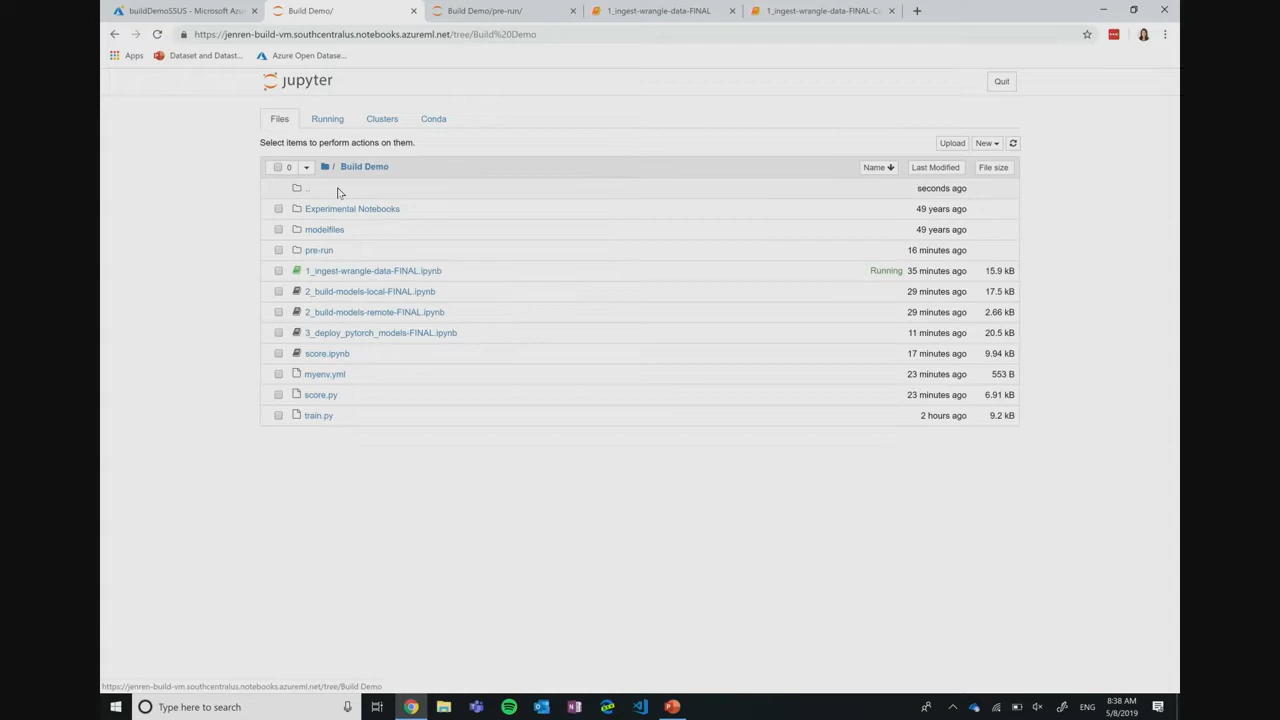 buildDemoSSUS - Microsoft Azu
Build Demo/
Build Demo/pre-run/
1_ingest-wrangle-data-FINAL
1_ingest-wrangle-data-FINAL-Co
https://jenren-build-vm.southcentralus.notebooks.azureml.net/tree/Build%20Demo
Apps
Dataset and Datast...
Azure Open Datase...
jupyter
Quit
Files
Running
Clusters
Conda
Select items to perform actions on them.
Upload
New
0
/ Build Demo
Name
Last Modified
File size
.. seconds ago
Experimental Notebooks 49 years ago
modelfiles 49 years ago
pre-run 16 minutes ago
1_ingest-wrangle-data-FINAL.ipynb Running 35 minutes ago 15.9 kB
2_build-models-local-FINAL.ipynb 29 minutes ago 17.5 kB
2_build-models-remote-FINAL.ipynb 29 minutes ago 2.66 kB
3_deploy_pytorch_models-FINAL.ipynb 11 minutes ago 20.5 kB
score.ipynb 17 minutes ago 9.94 kB
myenv.yml 23 minutes ago 553 B
score.py 23 minutes ago 6.91 kB
train.py 2 hours ago 9.2 kB
https://jenren-build-vm.southcentralus.notebooks.azureml.net/tree/Build Demo
Type here to search
ENG
8:38 AM
5/8/2019